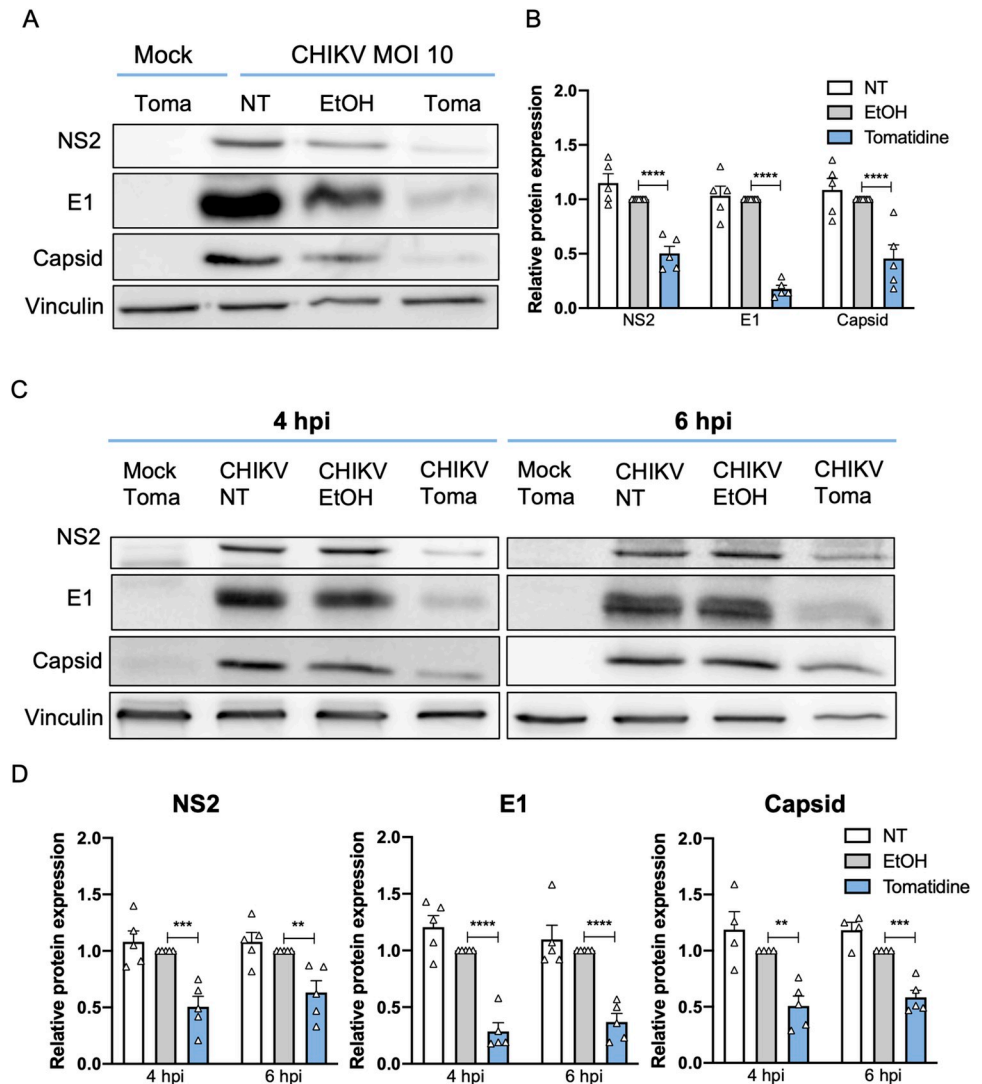 A
Mock CHIKV MOI 10
Toma NT EtOH Toma
NS2
E1
Capsid
Vinculin
B
Relative protein expression
2.0
1.5
1.0
0.5
0.0
NT
EtOH
Tomatidine
**** **** ****
NS2 E1 Capsid
C
4 hpi 6 hpi
Mock CHIKV CHIKV CHIKV Mock CHIKV CHIKV CHIKV
Toma NT EtOH Toma Toma NT EtOH Toma
NS2
E1
Capsid
Vinculin
D
NS2
Relative protein expression
2.0
1.5
1.0
0.5
0.0
*** **
4 hpi 6 hpi
E1
Relative protein expression
2.0
1.5
1.0
0.5
0.0
**** ****
4 hpi 6 hpi
Capsid
Relative protein expression
2.0
1.5
1.0
0.5
0.0
NT
EtOH
Tomatidine
** ***
4 hpi 6 hpi